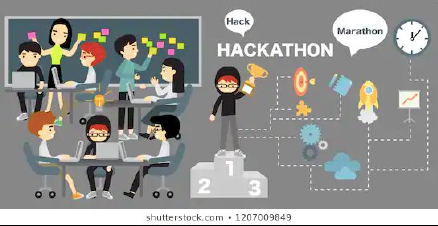 Hack
Marathon
HACKATHON
1
2
3
shutterstock.com • 1207009849